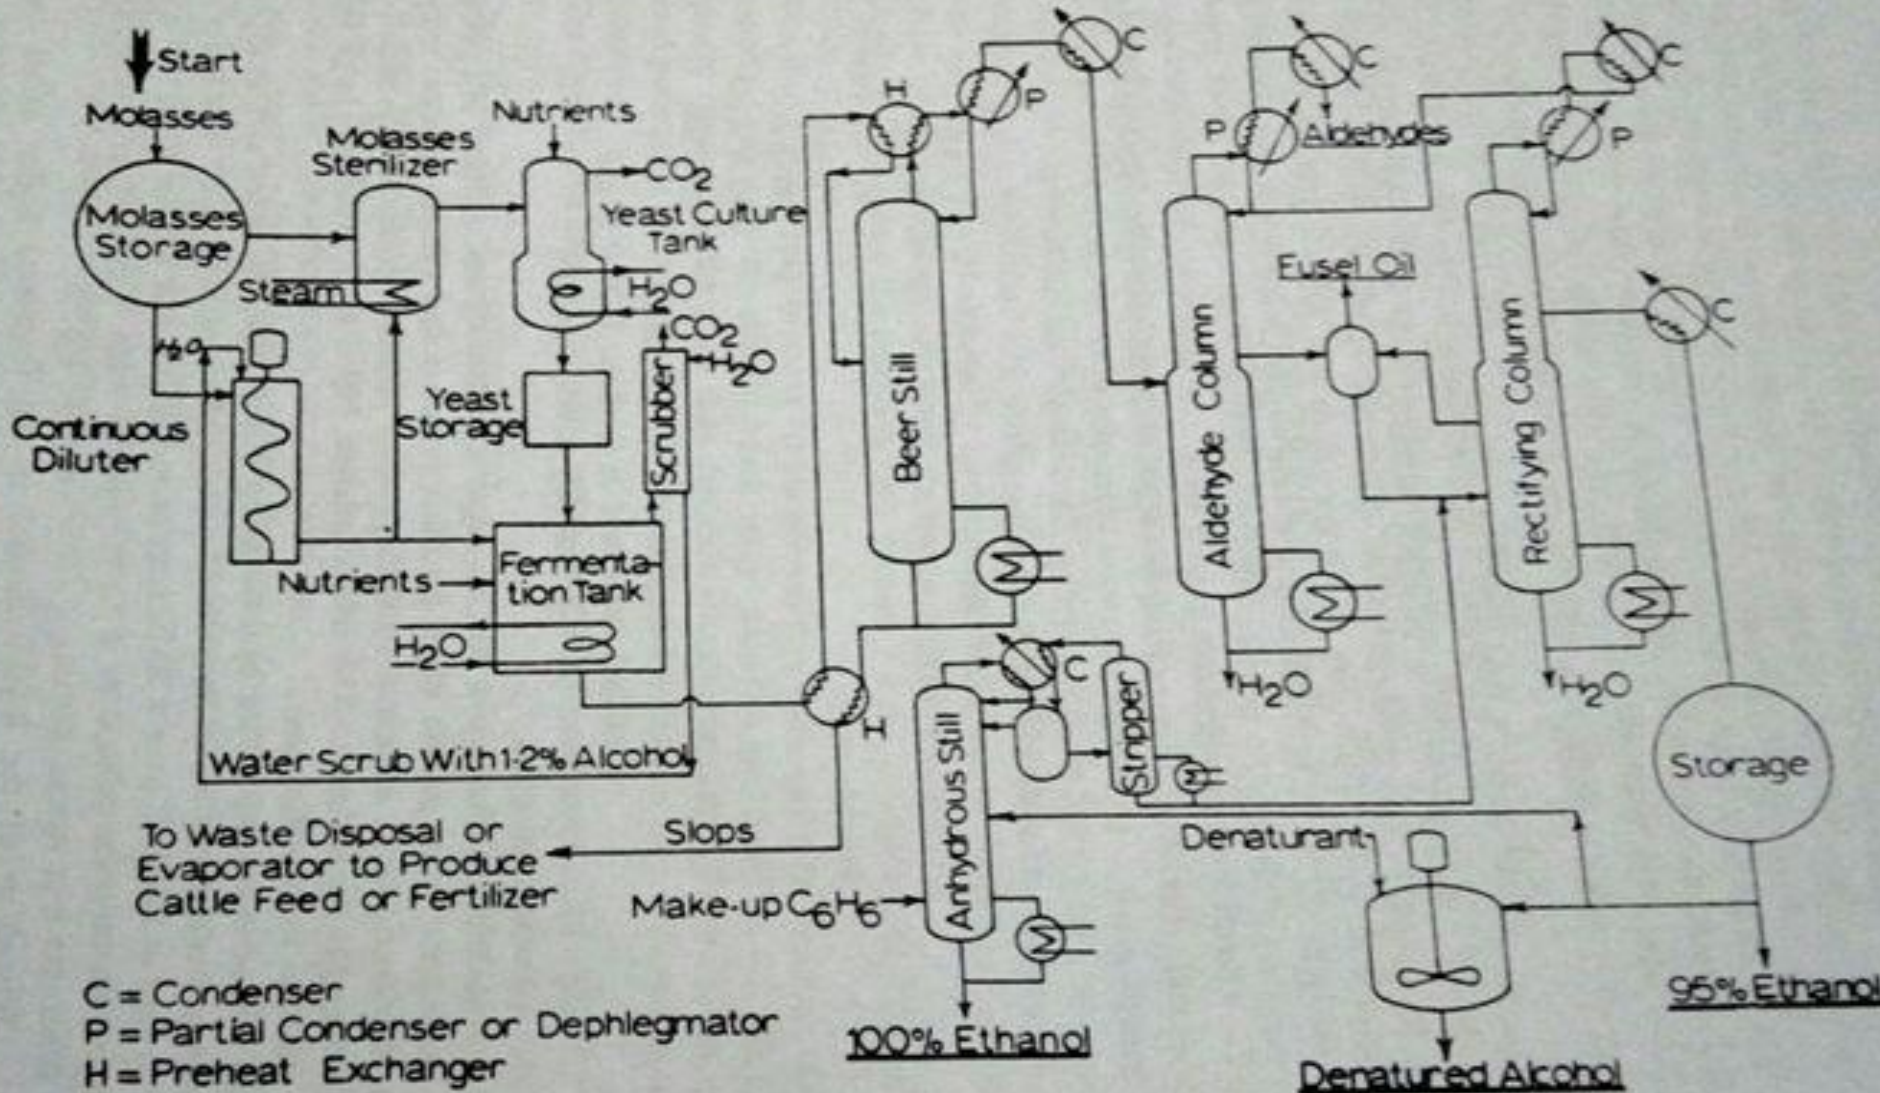 Start
Molasses
Molasses
Storage
Molasses
Sterilizer
Steam
Nutrients
CO2
Yeast Culture
Tank
H2O
CO2
H2O
H2O
Continuous
Diluter
Yeast
Storage
Scrubber
Fermenta-
tion Tank
Nutrients
H2O
Water Scrub With 1-2% Alcohol
H
P
C
Beer Still
H
Slops
To Waste Disposal or
Evaporator to Produce
Cattle Feed or Fertilizer
C
P
Aldehydes
Aldehyde Column
H2O
Fusel Oil
C
P
Rectifying Column
C
H2O
Storage
C
Stripper
Anhydrous Still
Make-up C6H6
100% Ethanol
Denaturant
Denatured Alcohol
95% Ethanol
C = Condenser
P = Partial Condenser or Dephlegmator
H = Preheat Exchanger